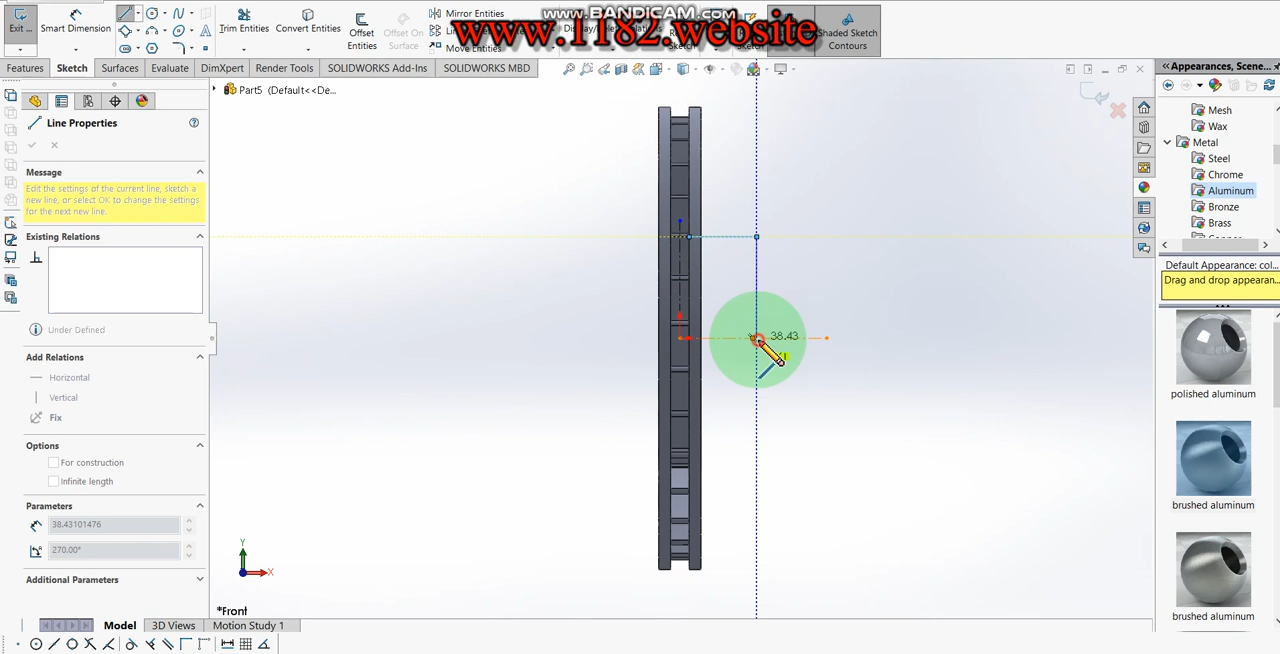 www.BANDICAM.COM
www.1182.website
Exit ...
Smart Dimension
Trim Entities
Convert Entities
Offset Entities
Offset On Surface
Mirror Entities
Move Entities
Shaded Sketch Contours
Features
Sketch
Surfaces
Evaluate
DimXpert
Render Tools
SOLIDWORKS Add-Ins
SOLIDWORKS MBD
Part5 (Default<<De...
Line Properties
Message
Edit the settings of the current line, sketch a
new line, or select OK to change the settings
for the next new line.
Existing Relations
Under Defined
Add Relations
Horizontal
Vertical
Fix
Options
For construction
Infinite length
Parameters
38.43101476
270.00°
Additional Parameters
38.43
Y
X
*Front
Model
3D Views
Motion Study 1
Appearances, Scene...
Mesh
Wax
Metal
Steel
Chrome
Aluminum
Bronze
Brass
Default Appearance: col...
Drag and drop appearan...
polished aluminum
brushed aluminum
brushed aluminum